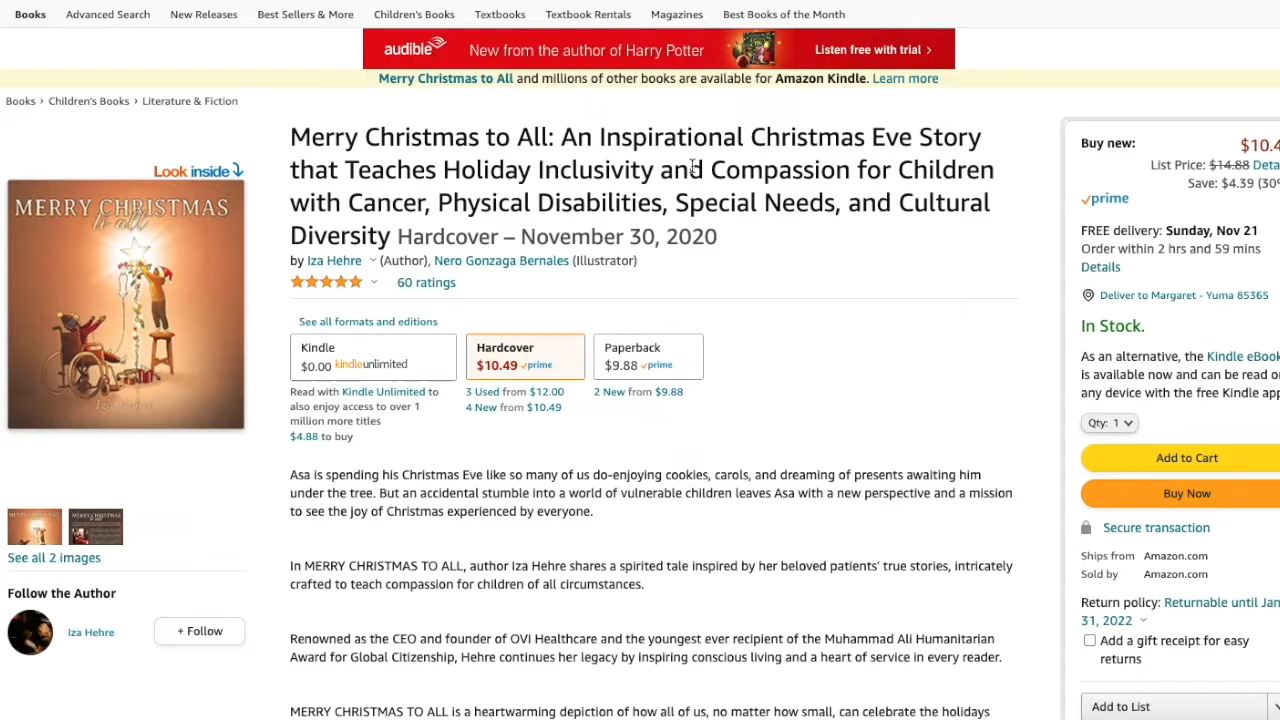 Books Advanced Search New Releases Best Sellers & More Children's Books Textbooks Textbook Rentals Magazines Best Books of the Month
audible New from the author of Harry Potter Listen free with trial ›
Merry Christmas to All and millions of other books are available for Amazon Kindle. Learn more
Books › Children's Books › Literature & Fiction
Look inside
MERRY CHRISTMAS
to all
Iza Hehre
See all 2 images
Follow the Author
Iza Hehre
+ Follow
Merry Christmas to All: An Inspirational Christmas Eve Story
that Teaches Holiday Inclusivity and Compassion for Children
with Cancer, Physical Disabilities, Special Needs, and Cultural
Diversity Hardcover – November 30, 2020
by Iza Hehre (Author), Nero Gonzaga Bernales (Illustrator)
60 ratings
See all formats and editions
Kindle
$0.00 kindleunlimited
Read with Kindle Unlimited to
also enjoy access to over 1
million more titles
$4.88 to buy
Hardcover
$10.49 prime
3 Used from $12.00
4 New from $10.49
Paperback
$9.88 prime
2 New from $9.88
Asa is spending his Christmas Eve like so many of us do-enjoying cookies, carols, and dreaming of presents awaiting him
under the tree. But an accidental stumble into a world of vulnerable children leaves Asa with a new perspective and a mission
to see the joy of Christmas experienced by everyone.
In MERRY CHRISTMAS TO ALL, author Iza Hehre shares a spirited tale inspired by her beloved patients' true stories, intricately
crafted to teach compassion for children of all circumstances.
Renowned as the CEO and founder of OVI Healthcare and the youngest ever recipient of the Muhammad Ali Humanitarian
Award for Global Citizenship, Hehre continues her legacy by inspiring conscious living and a heart of service in every reader.
MERRY CHRISTMAS TO ALL is a heartwarming depiction of how all of us, no matter how small, can celebrate the holidays
Buy new: $10.4
List Price: $14.88 Deta
Save: $4.39 (30%
prime
FREE delivery: Sunday, Nov 21
Order within 2 hrs and 59 mins
Details
Deliver to Margaret - Yuma 85365
In Stock.
As an alternative, the Kindle eBook
is available now and can be read on
any device with the free Kindle app
Qty: 1
Add to Cart
Buy Now
Secure transaction
Ships from Amazon.com
Sold by Amazon.com
Return policy: Returnable until Jan
31, 2022
Add a gift receipt for easy
returns
Add to List